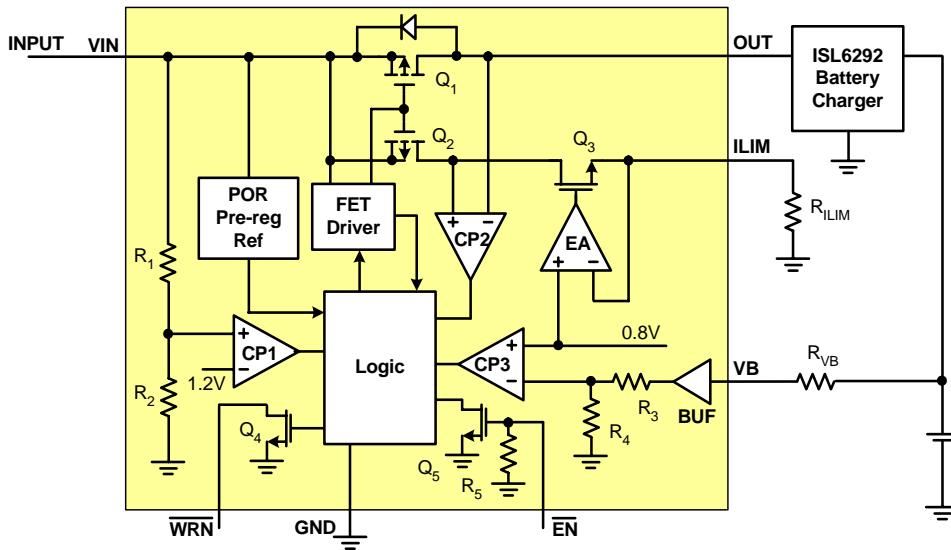 INPUT
VIN
OUT
ISL6292
Battery
Charger
Q1
Q2
Q3
ILIM
RILIM
POR
Pre-reg
Ref
FET
Driver
+ −
CP2
EA
+ −
R1
R2
+
CP1
−
1.2V
Logic
0.8V
+
CP3
−
VB
RVB
BUF
R3
R4
Q4
Q5
R5
WRN
GND
EN